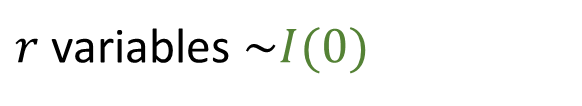 r variables ~I(0)